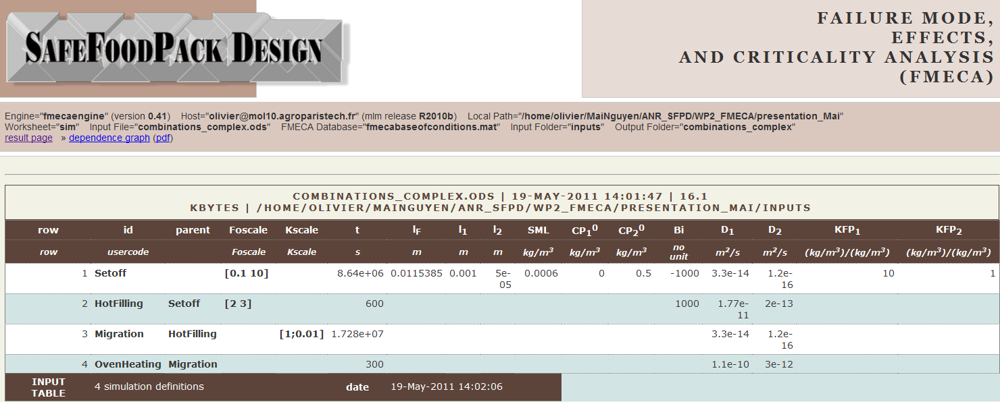 SAFEFOODPACK DESIGN
FAILURE MODE,
EFFECTS,
AND CRITICALITY ANALYSIS
(FMECA)
Engine="fmecaengine" (version 0.41) Host="olivier@mol10.agroparistech.fr" (mlm release R2010b) Local Path="/home/olivier/MaiNguyen/ANR_SFPD/WP2_FMECA/presentation_Mai"
Worksheet="sim" Input File="combinations_complex.ods" FMECA Database="fmecabaseofconditions.mat" Input Folder="inputs" Output Folder="combinations_complex"
result page » dependence graph (pdf)
COMBINATIONS_COMPLEX.ODS | 19-MAY-2011 14:01:47 | 16.1
KBYTES | /HOME/OLIVIER/MAINGUYEN/ANR_SFPD/WP2_FMECA/PRESENTATION_MAI/INPUTS
row id parent Foscale Kscale t lF l1 l2 SML CP1^0 CP2^0 Bi D1 D2 KFP1 KFP2
row usercode Foscale Kscale s m m m kg/m³ kg/m³ kg/m³ no unit m²/s m²/s (kg/m³)/(kg/m³) (kg/m³)/(kg/m³)
1 Setoff [0.1 10] 8.64e+06 0.0115385 0.001 5e-05 0.0006 0 0.5 -1000 3.3e-14 1.2e-16 10 1
2 HotFilling Setoff [2 3] 600 1000 1.77e-11 2e-13
3 Migration HotFilling [1;0.01] 1.728e+07 3.3e-14 1.2e-16
4 OvenHeating Migration 300 1.1e-10 3e-12
INPUT TABLE 4 simulation definitions date 19-May-2011 14:02:06